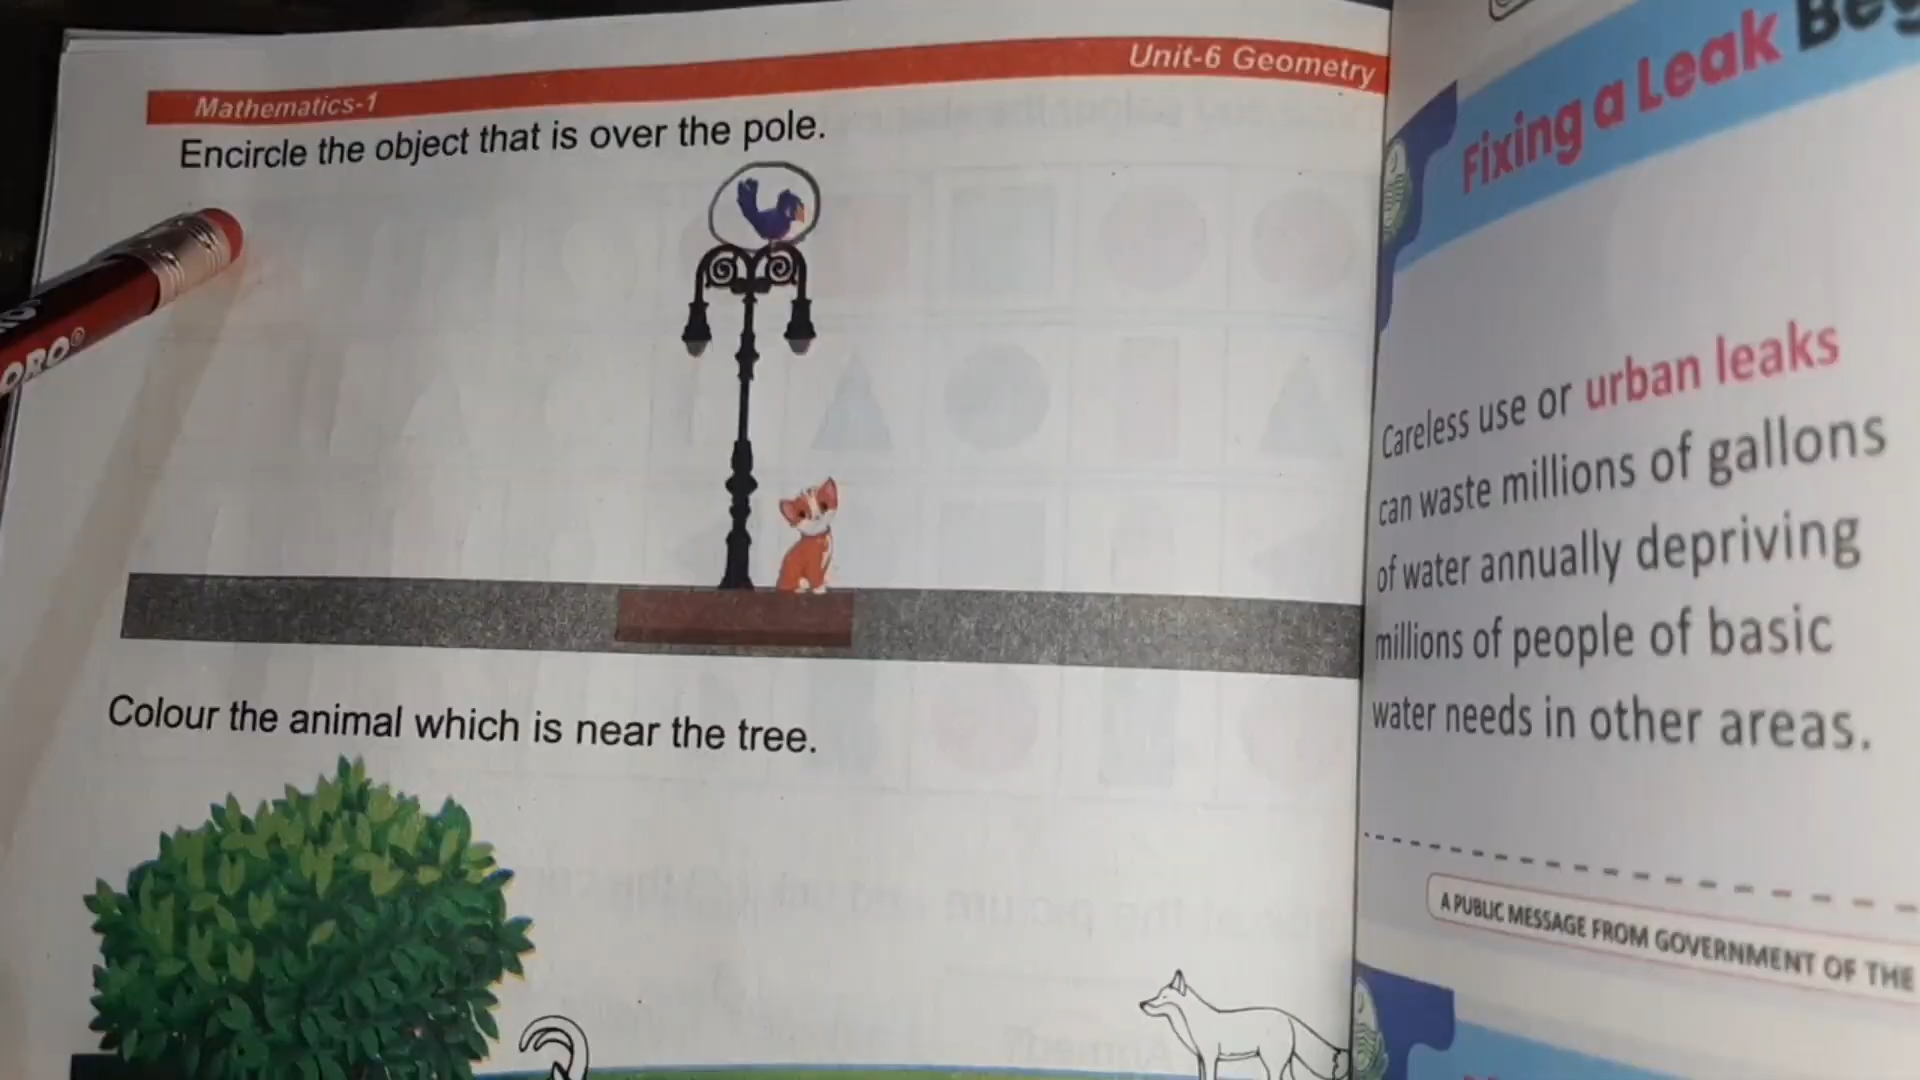 Mathematics-1
Unit-6 Geometry
Encircle the object that is over the pole.
Colour the animal which is near the tree.
Fixing a Leak
Careless use or urban leaks
can waste millions of gallons
of water annually depriving
millions of people of basic
water needs in other areas.
A PUBLIC MESSAGE FROM GOVERNMENT OF THE
ORO®